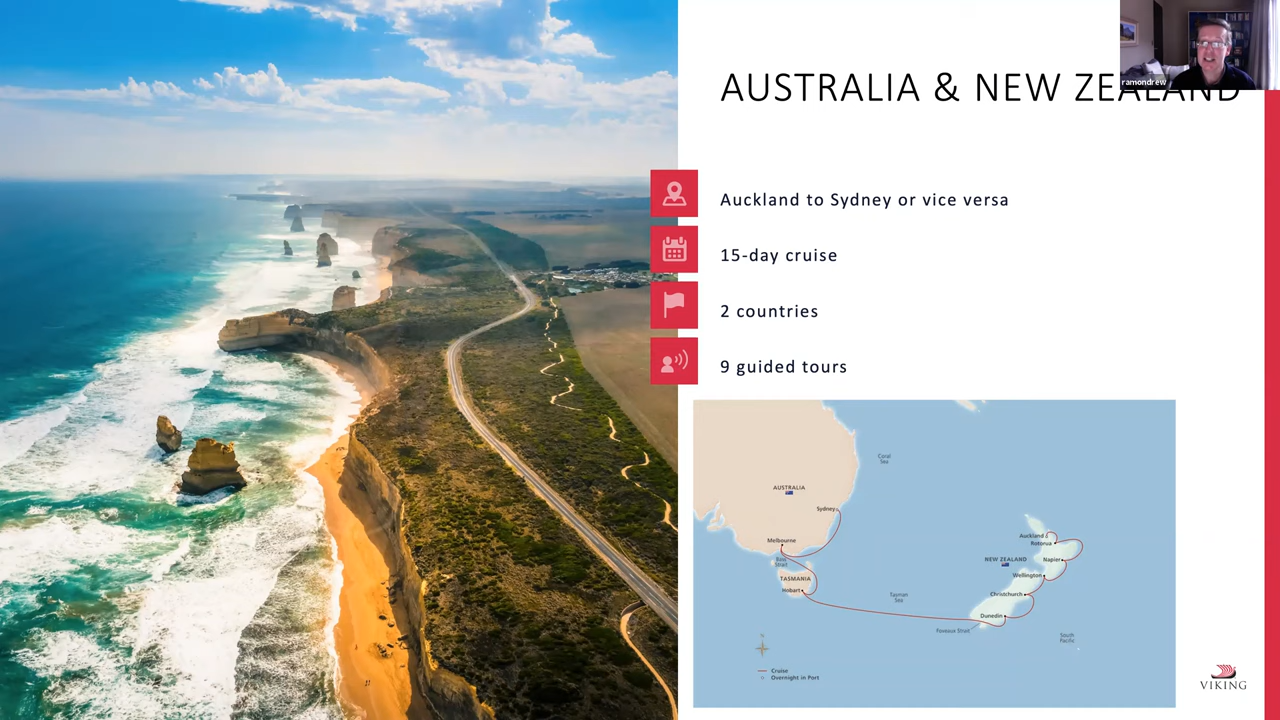 ramondrew
AUSTRALIA & NEW ZEALAND
Auckland to Sydney or vice versa
15-day cruise
2 countries
9 guided tours
Coral
Sea
AUSTRALIA
Sydney
Melbourne
Bass
Strait
TASMANIA
Hobart
Tasman
Sea
Auckland
Rotorua
NEW ZEALAND
Napier
Wellington
Christchurch
Dunedin
Foveaux Strait
South
Pacific
N
Cruise
Overnight in Port
VIKING